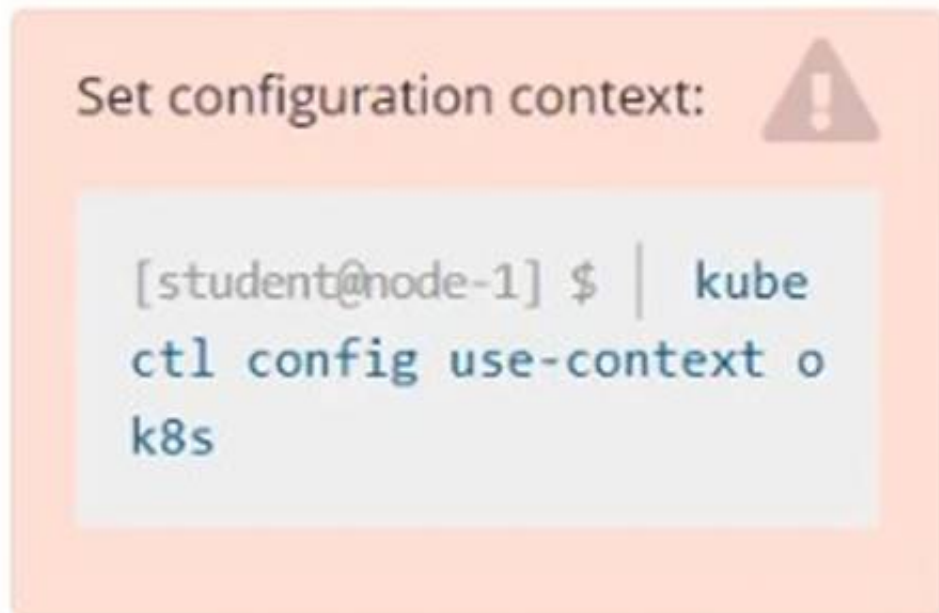 Set configuration context:
[student@node-1] $ | kube
ctl config use-context o
k8s